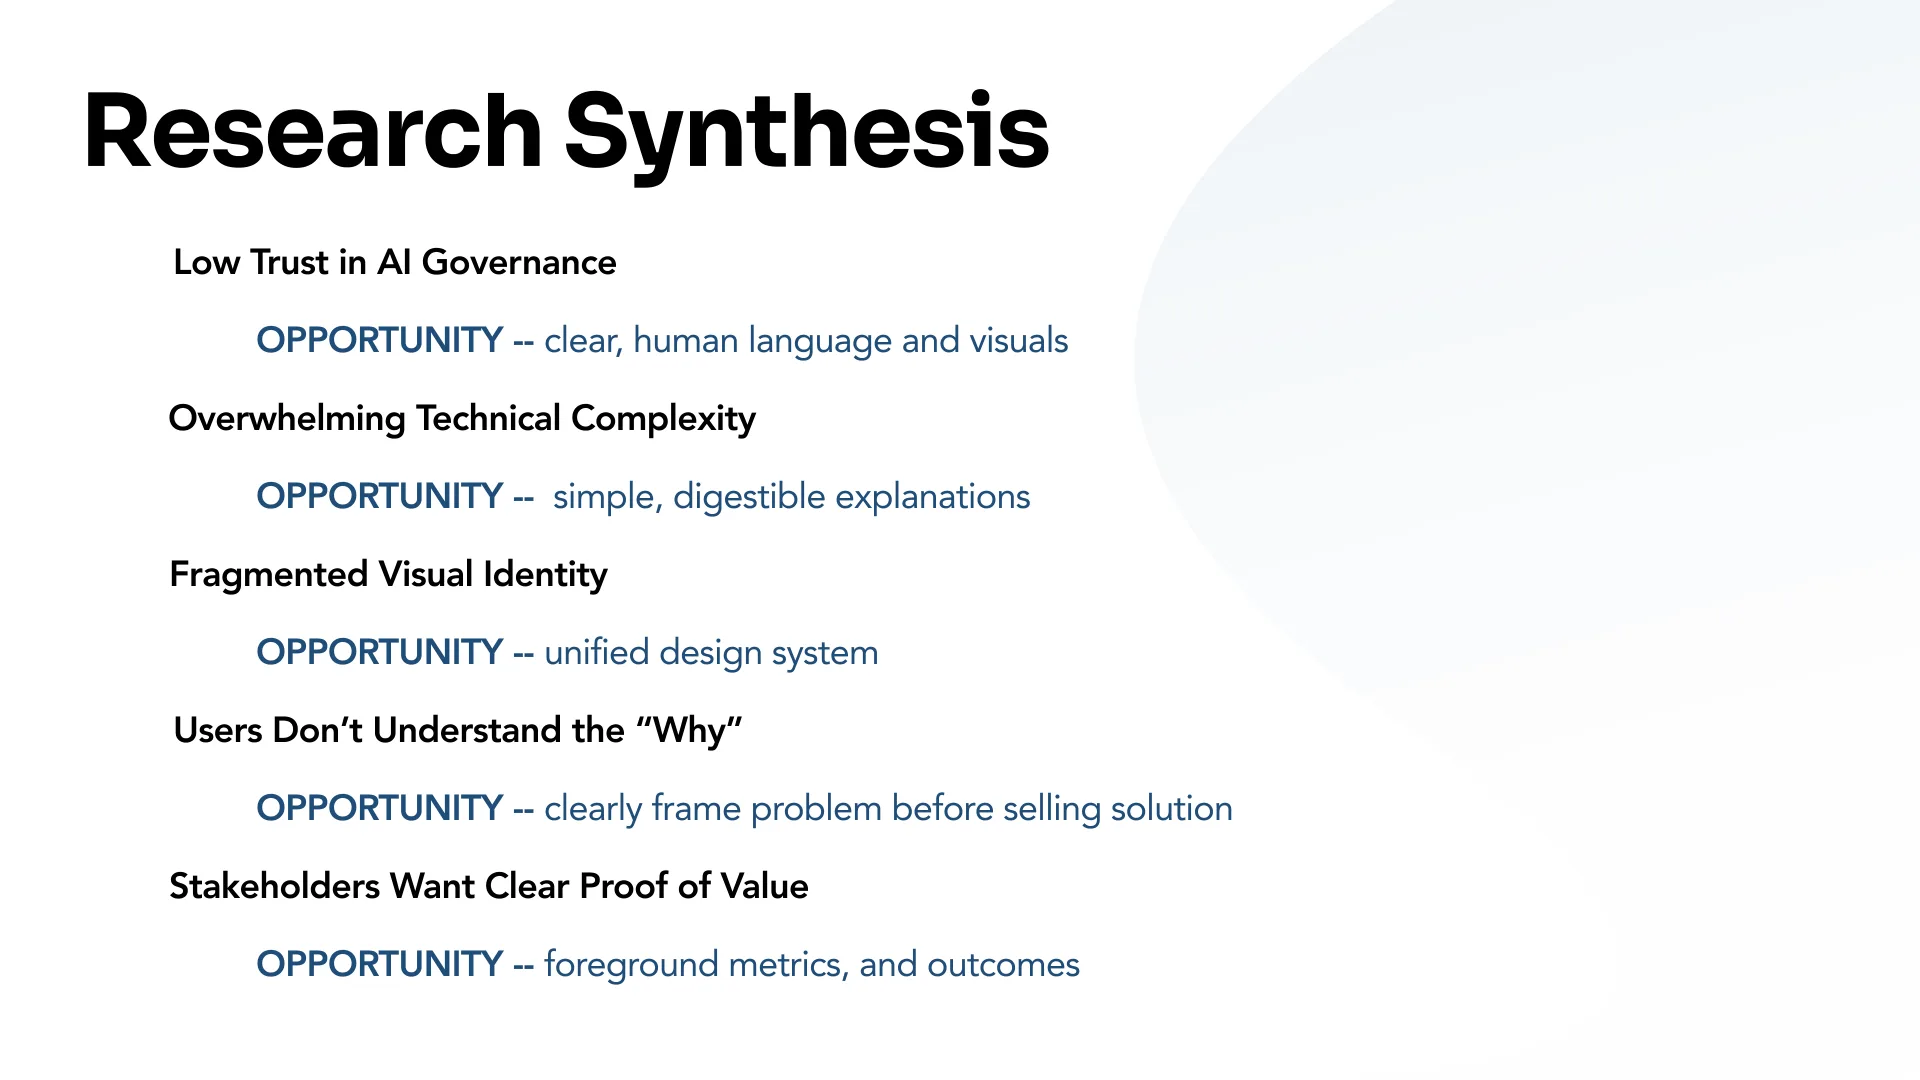 Research Synthesis
Low Trust in AI Governance
OPPORTUNITY -- clear, human language and visuals
Overwhelming Technical Complexity
OPPORTUNITY --  simple, digestible explanations
Fragmented Visual Identity
OPPORTUNITY -- unified design system
Users Don’t Understand the “Why”
OPPORTUNITY -- clearly frame problem before selling solution
Stakeholders Want Clear Proof of Value
OPPORTUNITY -- foreground metrics, and outcomes